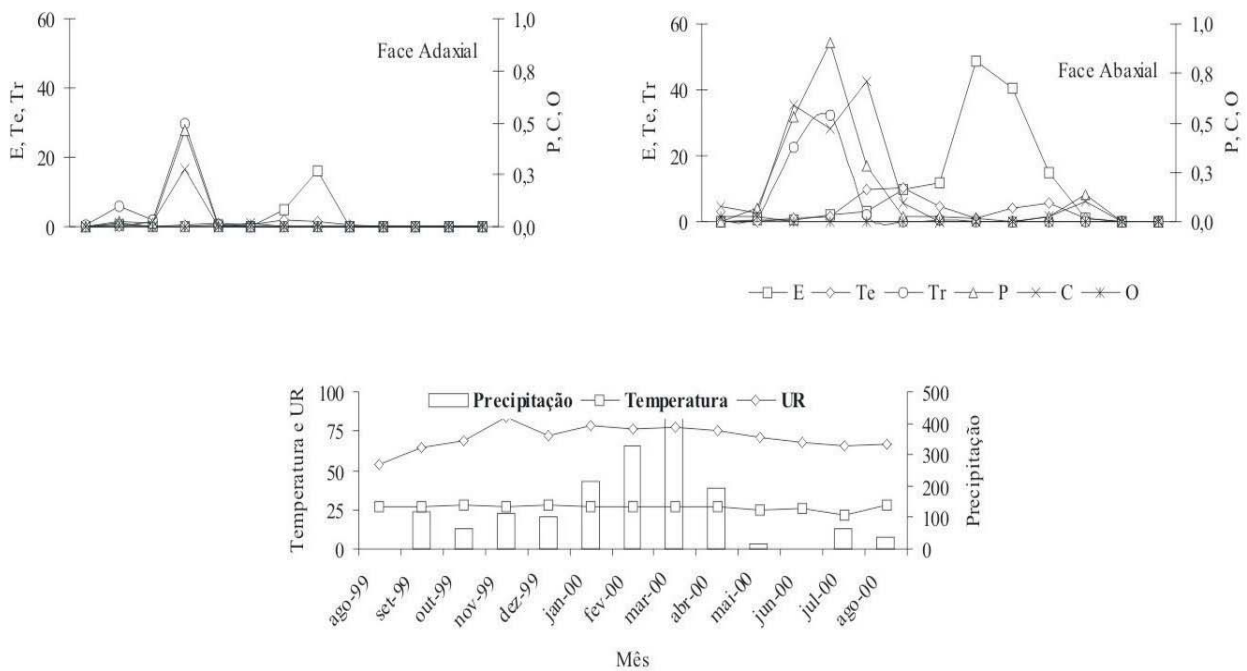 60
40
20
0
E, Te, Tr
Face Adaxial
1,0
0,8
0,5
0,3
0,0
P, C, O
60
40
20
0
E, Te, Tr
Face Abaxial
1,0
0,8
0,5
0,3
0,0
P, C, O
E Te Tr P C O
100
75
50
25
0
Temperatura e UR
Precipitação Temperatura UR
500
400
300
200
100
0
Precipitação
ago-99
set-99
out-99
nov-99
dez-99
jan-00
fev-00
mar-00
abr-00
mai-00
jun-00
jul-00
ago-00
Mês